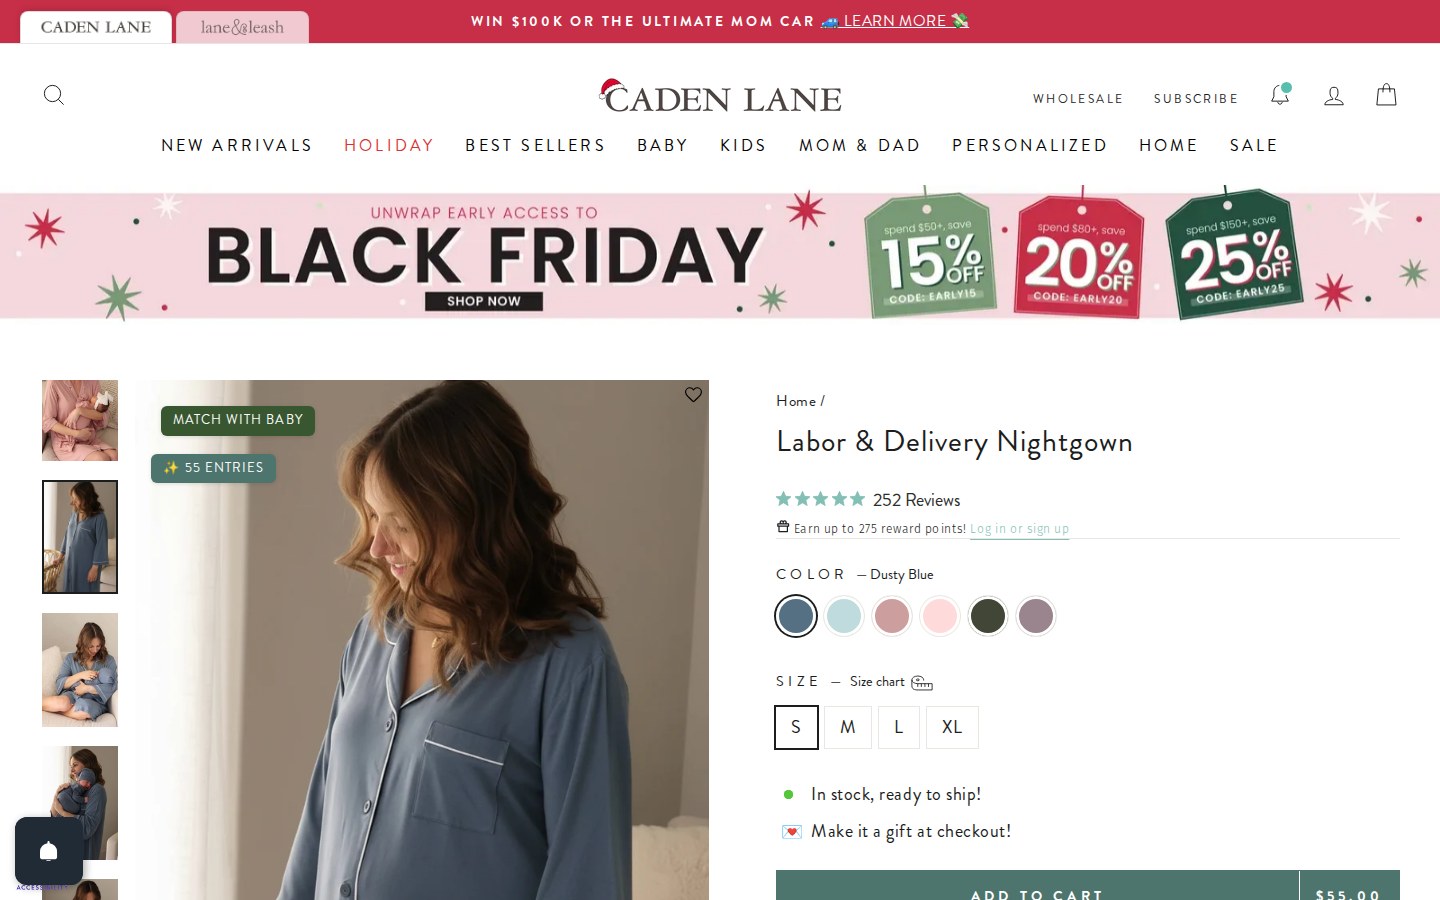 CADEN LANE
lane&leash
WIN $100K OR THE ULTIMATE MOM CAR 🚙 LEARN MORE 💸
CADEN LANE
WHOLESALE
SUBSCRIBE
NEW ARRIVALS
HOLIDAY
BEST SELLERS
BABY
KIDS
MOM & DAD
PERSONALIZED
HOME
SALE
UNWRAP EARLY ACCESS TO
BLACK FRIDAY
SHOP NOW
spend $50+, save
15% OFF
CODE: EARLY15
spend $80+, save
20% OFF
CODE: EARLY20
spend $150+, save
25% OFF
CODE: EARLY25
MATCH WITH BABY
✨ 55 ENTRIES
Home /
Labor & Delivery Nightgown
252 Reviews
Earn up to 275 reward points! Log in or sign up
COLOR — Dusty Blue
SIZE — Size chart
S
M
L
XL
In stock, ready to ship!
💌 Make it a gift at checkout!
ADD TO CART
$55.00
ACCESSIBILITY